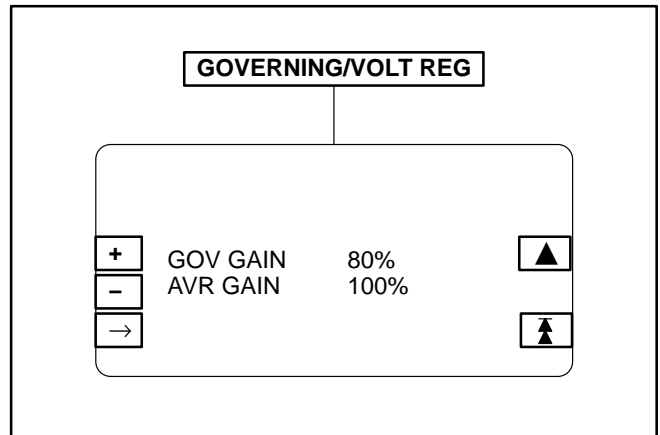 GOVERNING/VOLT REG
+
GOV GAIN 80%
–
AVR GAIN 100%
→